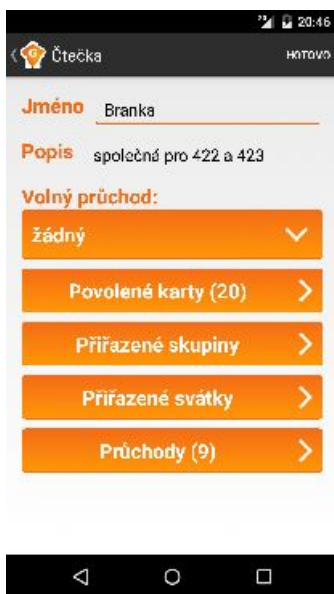 20:46
Čtečka HOTOVO
Jméno Branka
Popis společná pro 422 a 423
Volný průchod:
žádný
Povolené karty (20)
Přiřazené skupiny
Přiřazené svátky
Průchody (9)